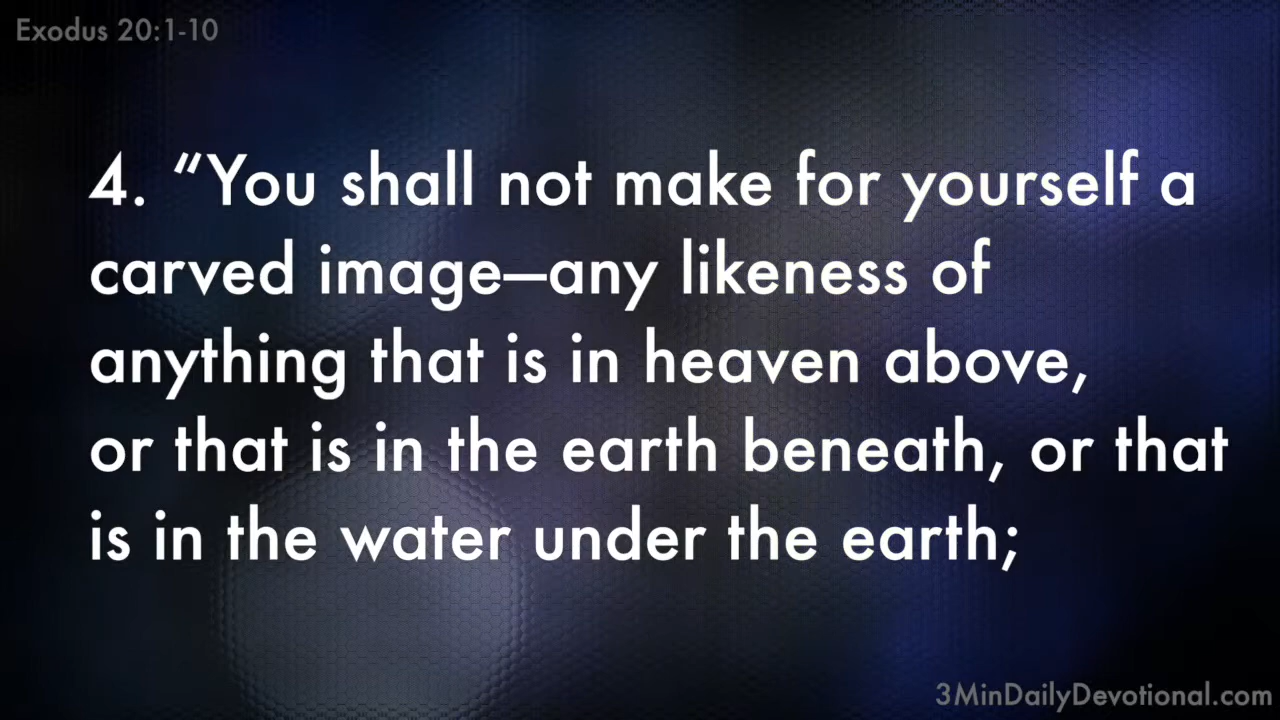 Exodus 20:1-10
4. “You shall not make for yourself a
carved image—any likeness of
anything that is in heaven above,
or that is in the earth beneath, or that
is in the water under the earth;
3MinDailyDevotional.com